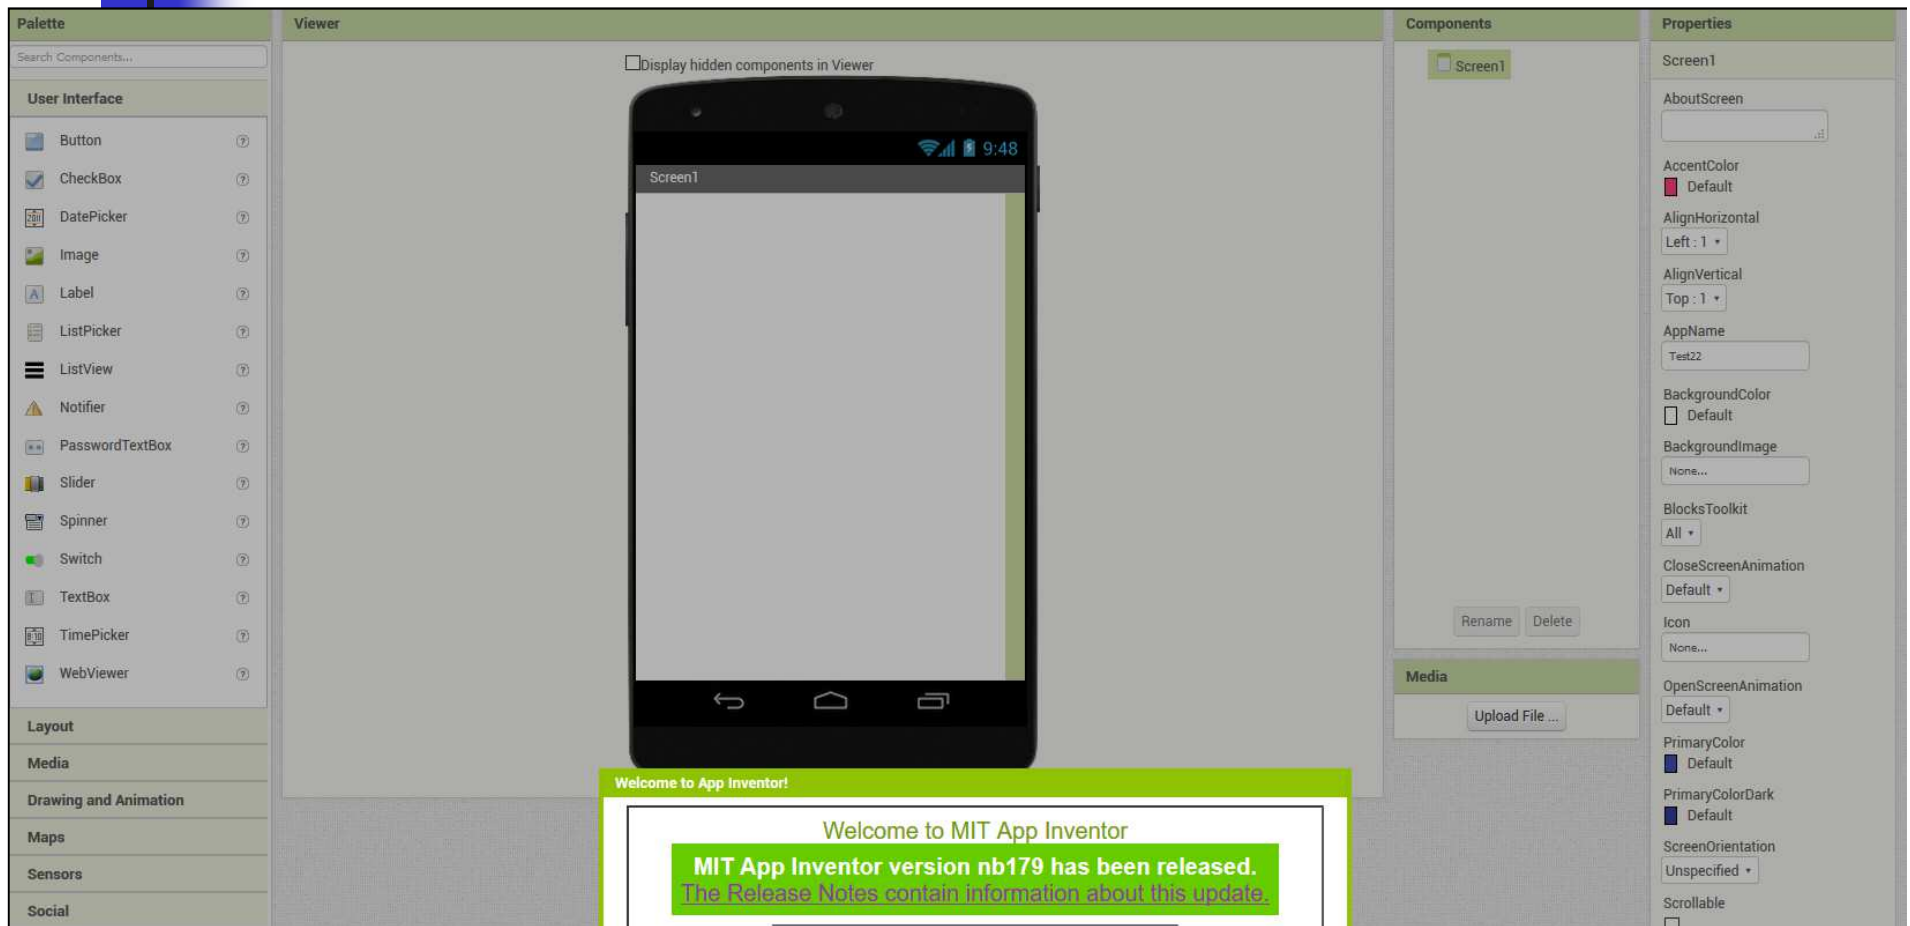 Palette
Search Components...
User Interface
Button
CheckBox
DatePicker
Image
Label
ListPicker
ListView
Notifier
PasswordTextBox
Slider
Spinner
Switch
TextBox
TimePicker
WebViewer
Layout
Media
Drawing and Animation
Maps
Sensors
Social
Viewer
Display hidden components in Viewer
9:48
Screen1
Welcome to App Inventor!
Welcome to MIT App Inventor
MIT App Inventor version nb179 has been released.
The Release Notes contain information about this update.
Components
Screen1
Rename Delete
Media
Upload File ...
Properties
Screen1
AboutScreen
AccentColor
Default
AlignHorizontal
Left : 1
AlignVertical
Top : 1
AppName
Test22
BackgroundColor
Default
BackgroundImage
None...
BlocksToolkit
All
CloseScreenAnimation
Default
Icon
None...
OpenScreenAnimation
Default
PrimaryColor
Default
PrimaryColorDark
Default
ScreenOrientation
Unspecified
Scrollable